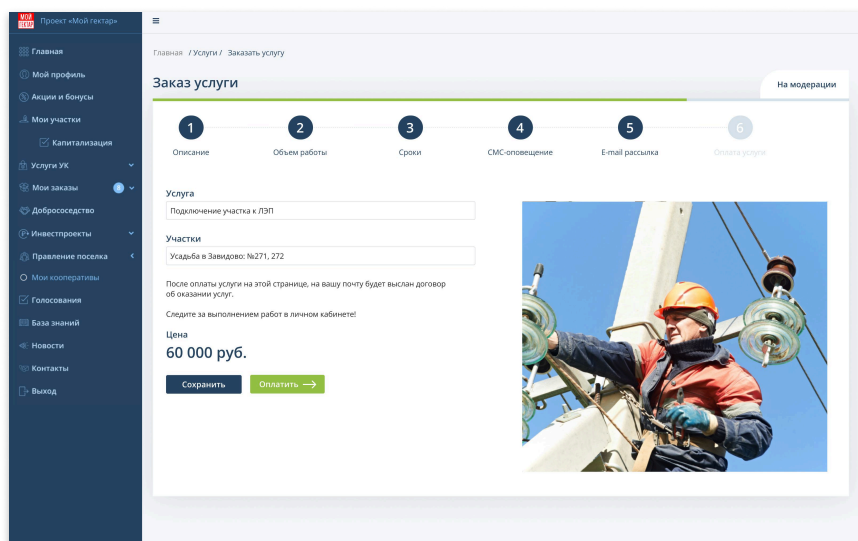 МОЙ ГЕКТАР
Проект «Мой гектар»
Главная
Мой профиль
Акции и бонусы
Мои участки
Капитализация
Услуги УК
Мои заказы 8
Добрососедство
Инвестпроекты
Правление поселка
Мои кооперативы
Голосования
База знаний
Новости
Контакты
Выход
Главная / Услуги / Заказать услугу
Заказ услуги
На модерации
1 2 3 4 5 6
Описание Объем работы Сроки СМС-оповещение E-mail рассылка Оплата услуги
Услуга
Подключение участка к ЛЭП
Участки
Усадьба в Завидово: №271, 272
После оплаты услуги на этой странице, на вашу почту будет выслан договор
об оказании услуг.
Следите за выполнением работ в личном кабинете!
Цена
60 000 руб.
Сохранить Оплатить